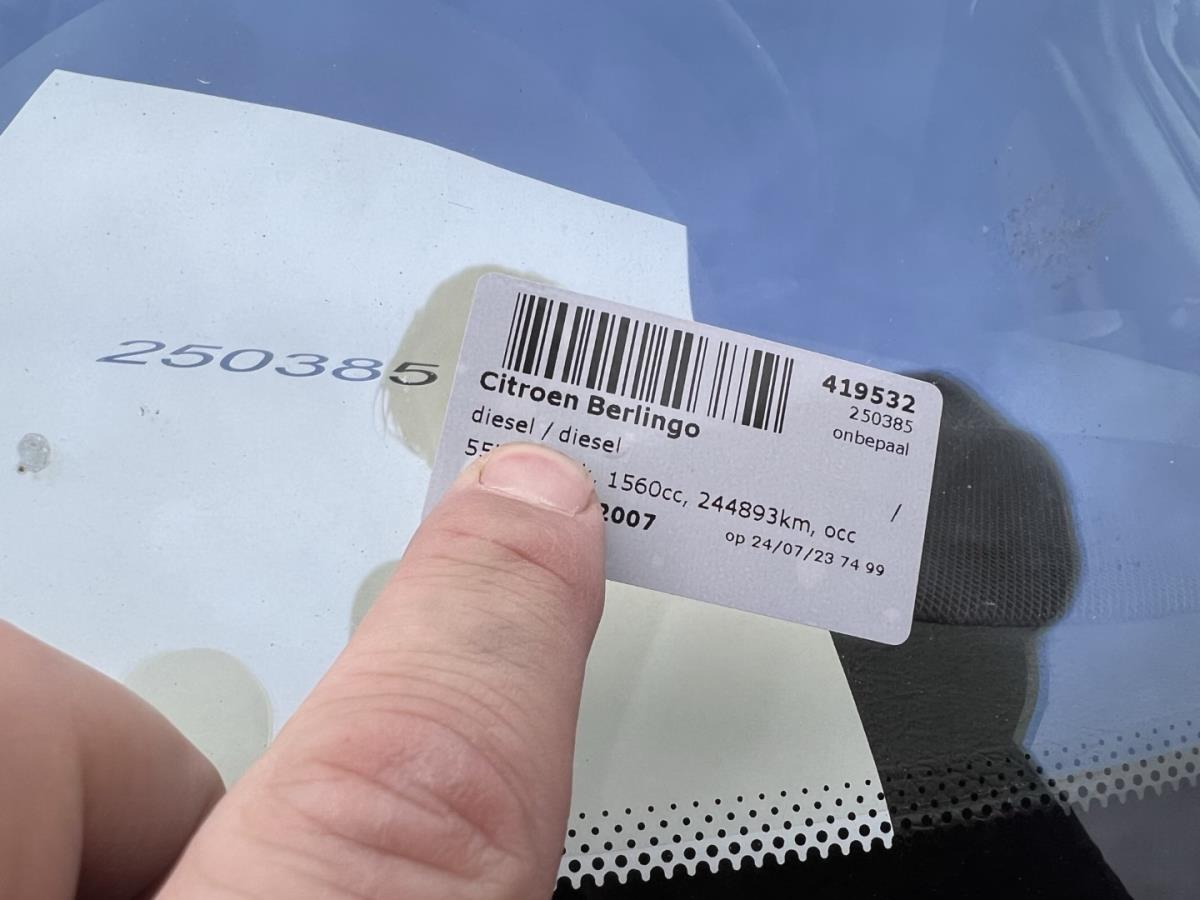 250385
419532
250385
onbepaal
Citroen Berlingo
diesel / diesel
1560cc, 244893km, occ /
2007
op 24/07/23 74 99